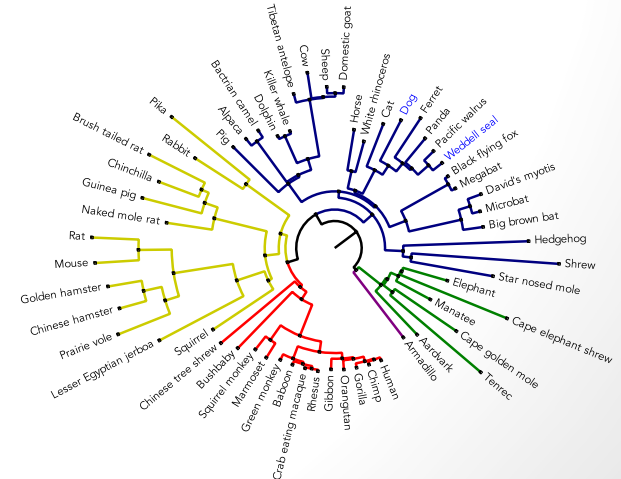 Tibetan antelope
Cow
Sheep
Domestic goat
Killer whale
Dolphin
Bactrian camel
Alpaca
Pig
Horse
White rhinoceros
Cat
Dog
Ferret
Panda
Pacific walrus
Weddell seal
Black flying fox
Megabat
David's myotis
Microbat
Big brown bat
Hedgehog
Shrew
Star nosed mole
Elephant
Cape elephant shrew
Manatee
Cape golden mole
Tenrec
Aardvark
Armadillo
Human
Chimp
Gorilla
Orangutan
Gibbon
Rhesus
Crab eating macaque
Baboon
Green monkey
Marmoset
Squirrel monkey
Bushbaby
Chinese tree shrew
Squirrel
Lesser Egyptian jerboa
Prairie vole
Chinese hamster
Golden hamster
Mouse
Rat
Naked mole rat
Guinea pig
Chinchilla
Brush tailed rat
Rabbit
Pika